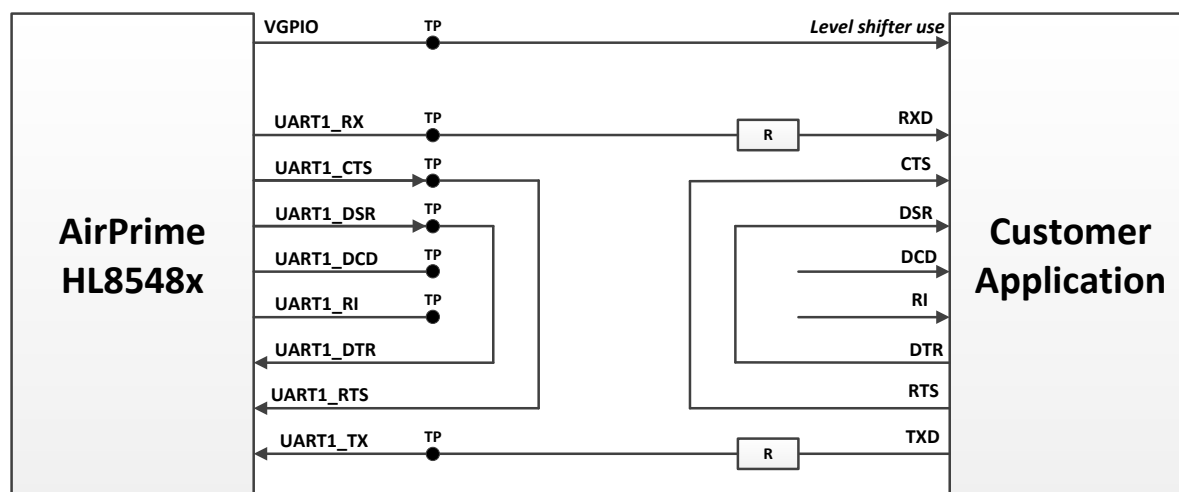 VGPIO TP Level shifter use
UART1_RX TP R RXD
UART1_CTS TP CTS
UART1_DSR TP DSR
AirPrime
HL8548x
Customer
Application
UART1_DCD TP DCD
UART1_RI TP RI
UART1_DTR DTR
UART1_RTS RTS
UART1_TX TP R TXD